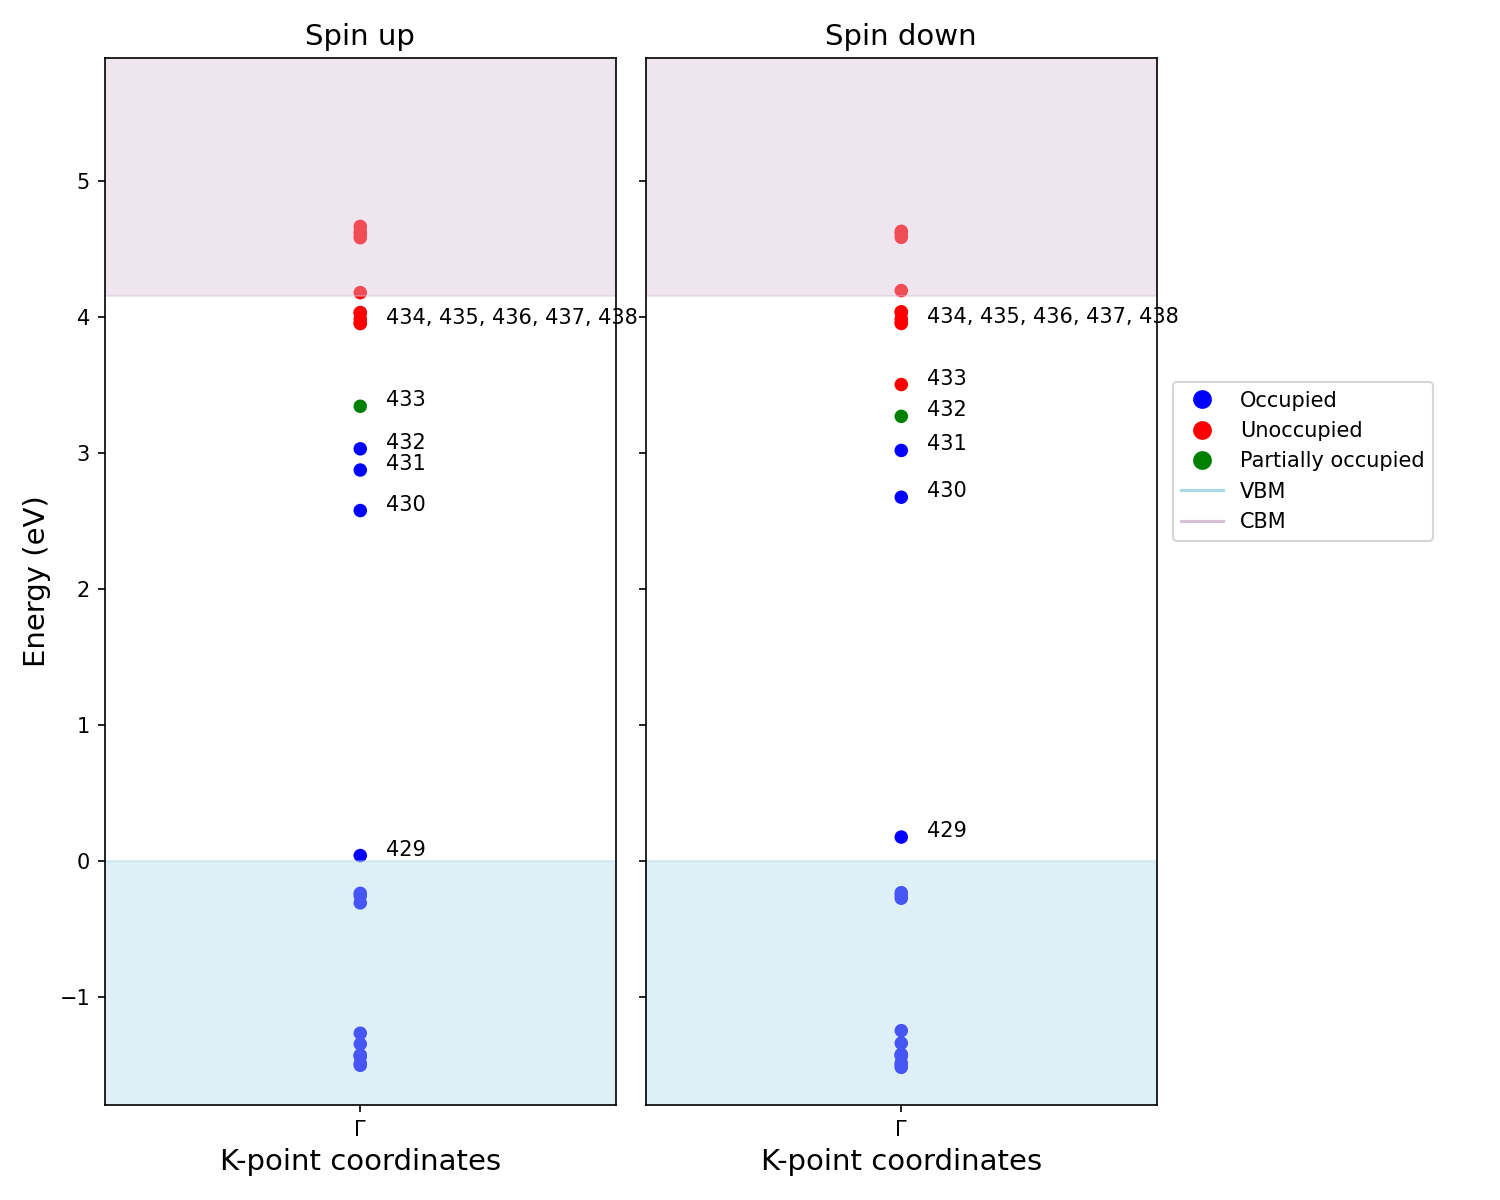 Spin up
Spin down
Energy (eV)
5
4
3
2
1
0
−1
434, 435, 436, 437, 438
433
432
431
430
429
434, 435, 436, 437, 438
433
432
431
430
429
Γ
Γ
K-point coordinates
K-point coordinates
Occupied
Unoccupied
Partially occupied
VBM
CBM